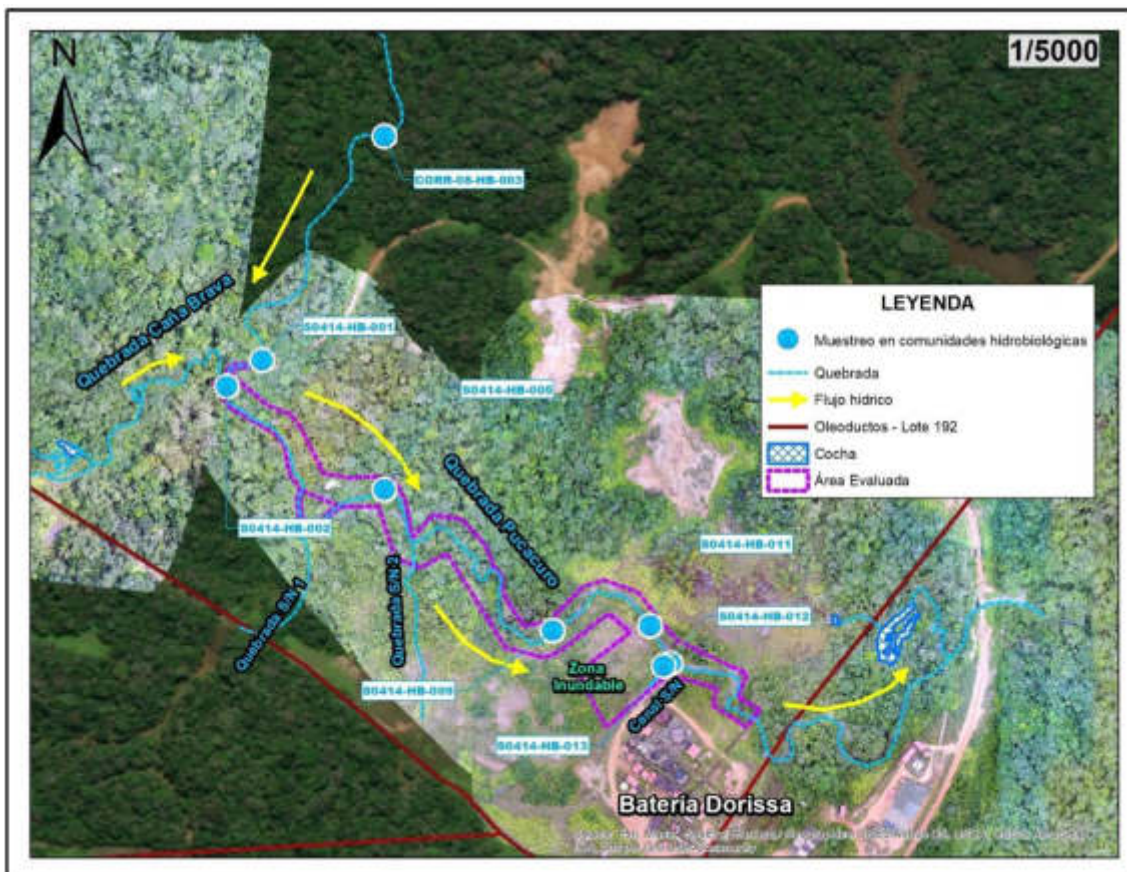 N
1/5000
CORR-05-HB-003
Quebrada Caña Brava
S0414-HB-001
S0414-HB-005
LEYENDA
Muestreo en comunidades hidrobiológicas
Quebrada
Flujo hídrico
Oleoductos - Lote 192
Cocha
Área Evaluada
Quebrada Pucacuro
S0414-HB-002
S0414-HB-011
Quebrada S/N 1
Quebrada S/N 2
S0414-HB-012
Zona
Inundable
S0414-HB-009
Canal S/N
S0414-HB-013
Batería Dorissa